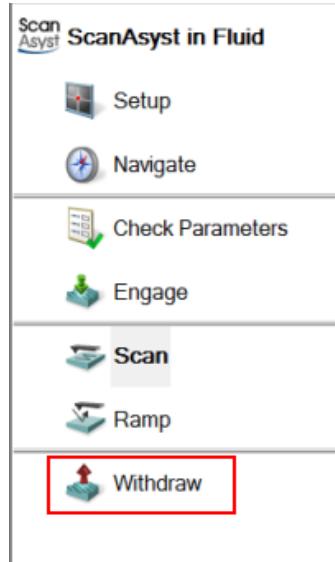 Scan
Asyst
ScanAsyst in Fluid
Setup
Navigate
Check Parameters
Engage
Scan
Ramp
Withdraw